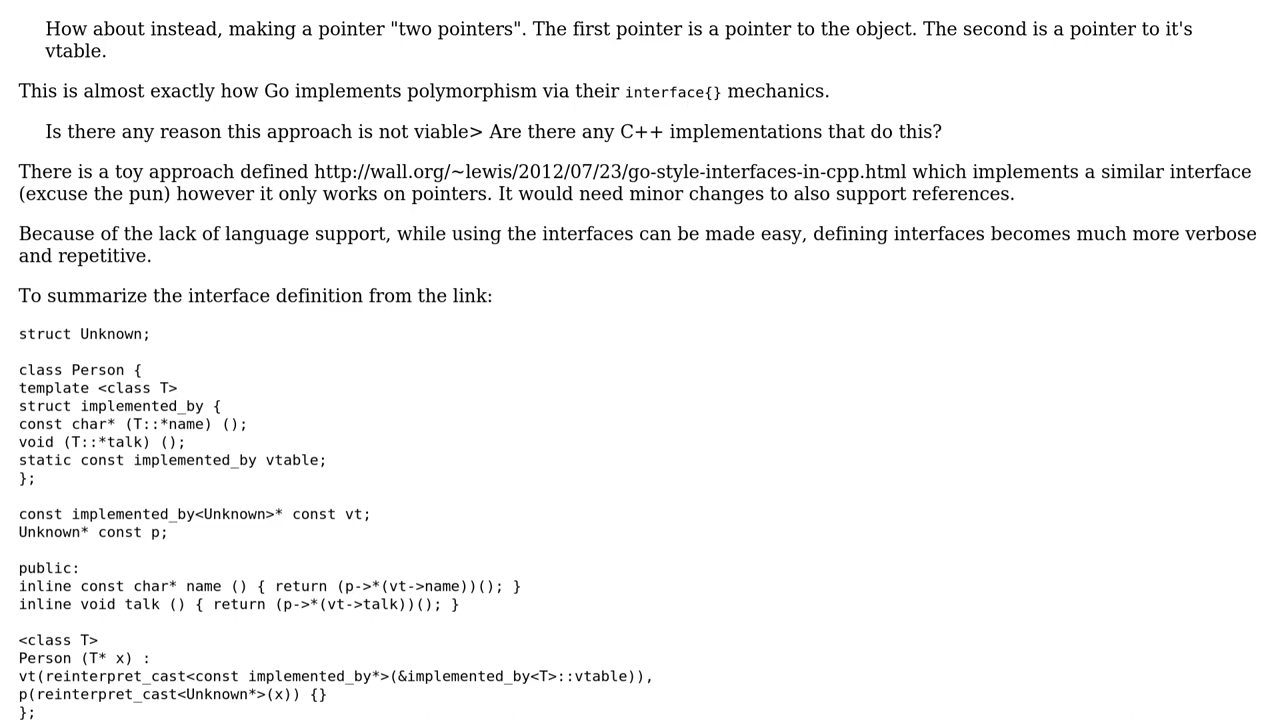 How about instead, making a pointer "two pointers". The first pointer is a pointer to the object. The second is a pointer to it's
vtable.
This is almost exactly how Go implements polymorphism via their interface{} mechanics.
Is there any reason this approach is not viable> Are there any C++ implementations that do this?
There is a toy approach defined http://wall.org/~lewis/2012/07/23/go-style-interfaces-in-cpp.html which implements a similar interface
(excuse the pun) however it only works on pointers. It would need minor changes to also support references.
Because of the lack of language support, while using the interfaces can be made easy, defining interfaces becomes much more verbose
and repetitive.
To summarize the interface definition from the link:
struct Unknown;
class Person {
template <class T>
struct implemented_by {
const char* (T::*name) ();
void (T::*talk) ();
static const implemented_by vtable;
};
const implemented_by<Unknown>* const vt;
Unknown* const p;
public:
inline const char* name () { return (p->*(vt->name))(); }
inline void talk () { return (p->*(vt->talk))(); }
<class T>
Person (T* x) :
vt(reinterpret_cast<const implemented_by*>(&implemented_by<T>::vtable)),
p(reinterpret_cast<Unknown*>(x)) {}
};